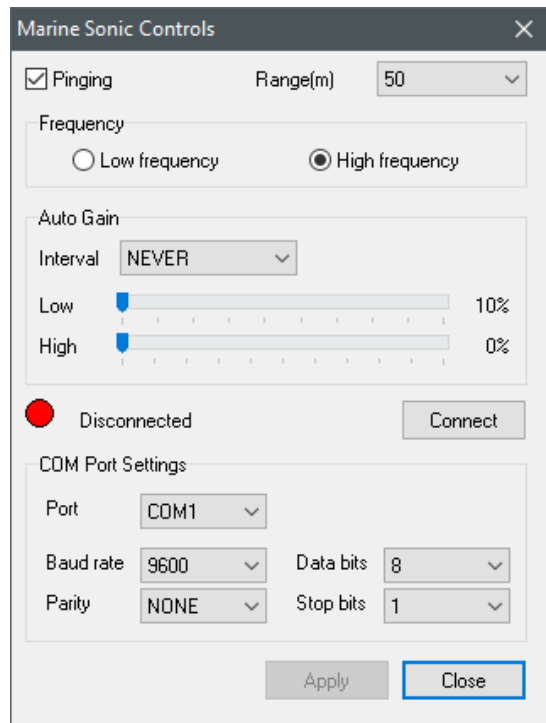 Marine Sonic Controls
Pinging Range(m) 50
Frequency
Low frequency High frequency
Auto Gain
Interval NEVER
Low 10%
High 0%
Disconnected Connect
COM Port Settings
Port COM1
Baud rate 9600 Data bits 8
Parity NONE Stop bits 1
Apply Close